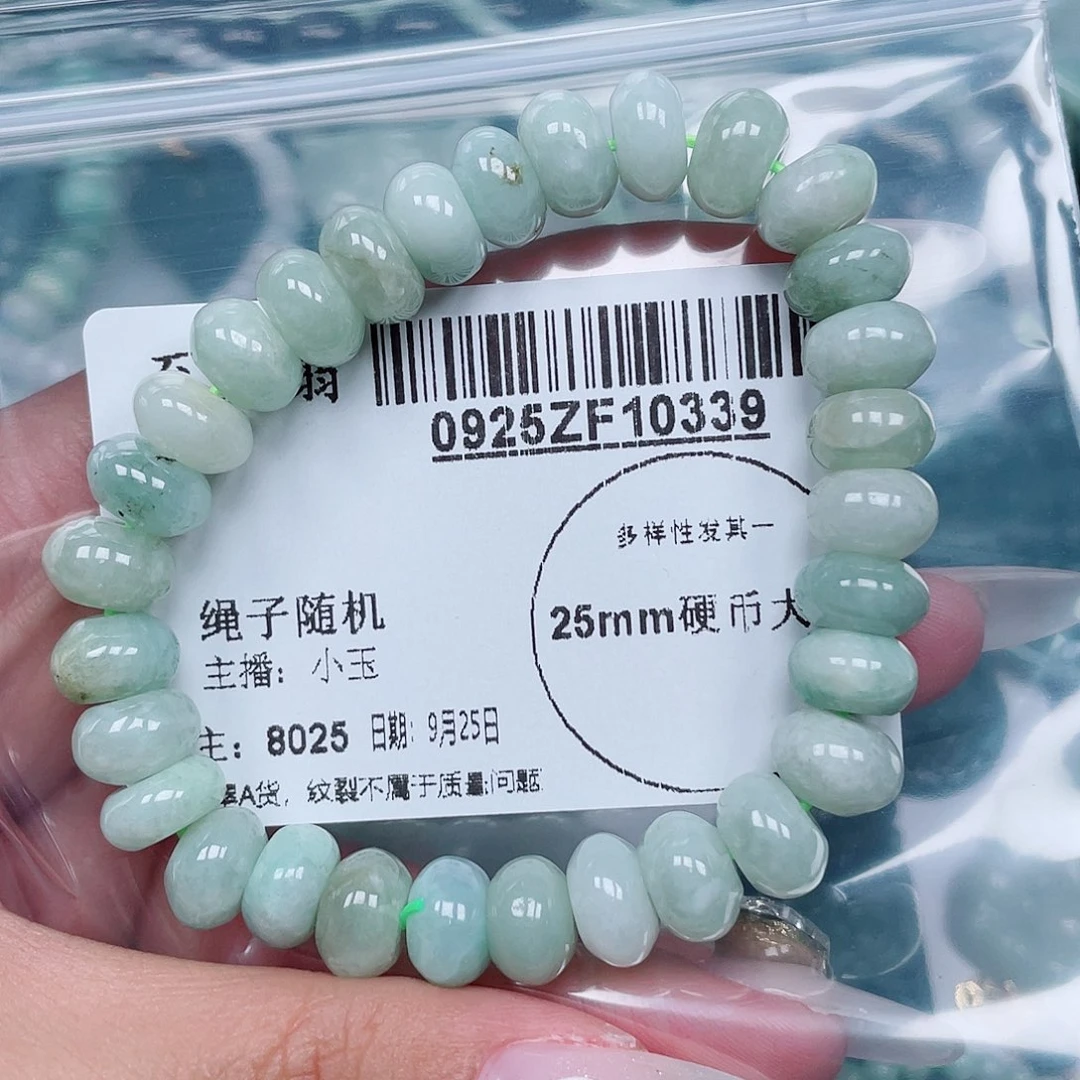 0925ZF10339
多样性发其一
25mm硬币大
绳子随机
主播：小玉
主：8025 日期：9月25日
A货，纹裂不属于质量问题